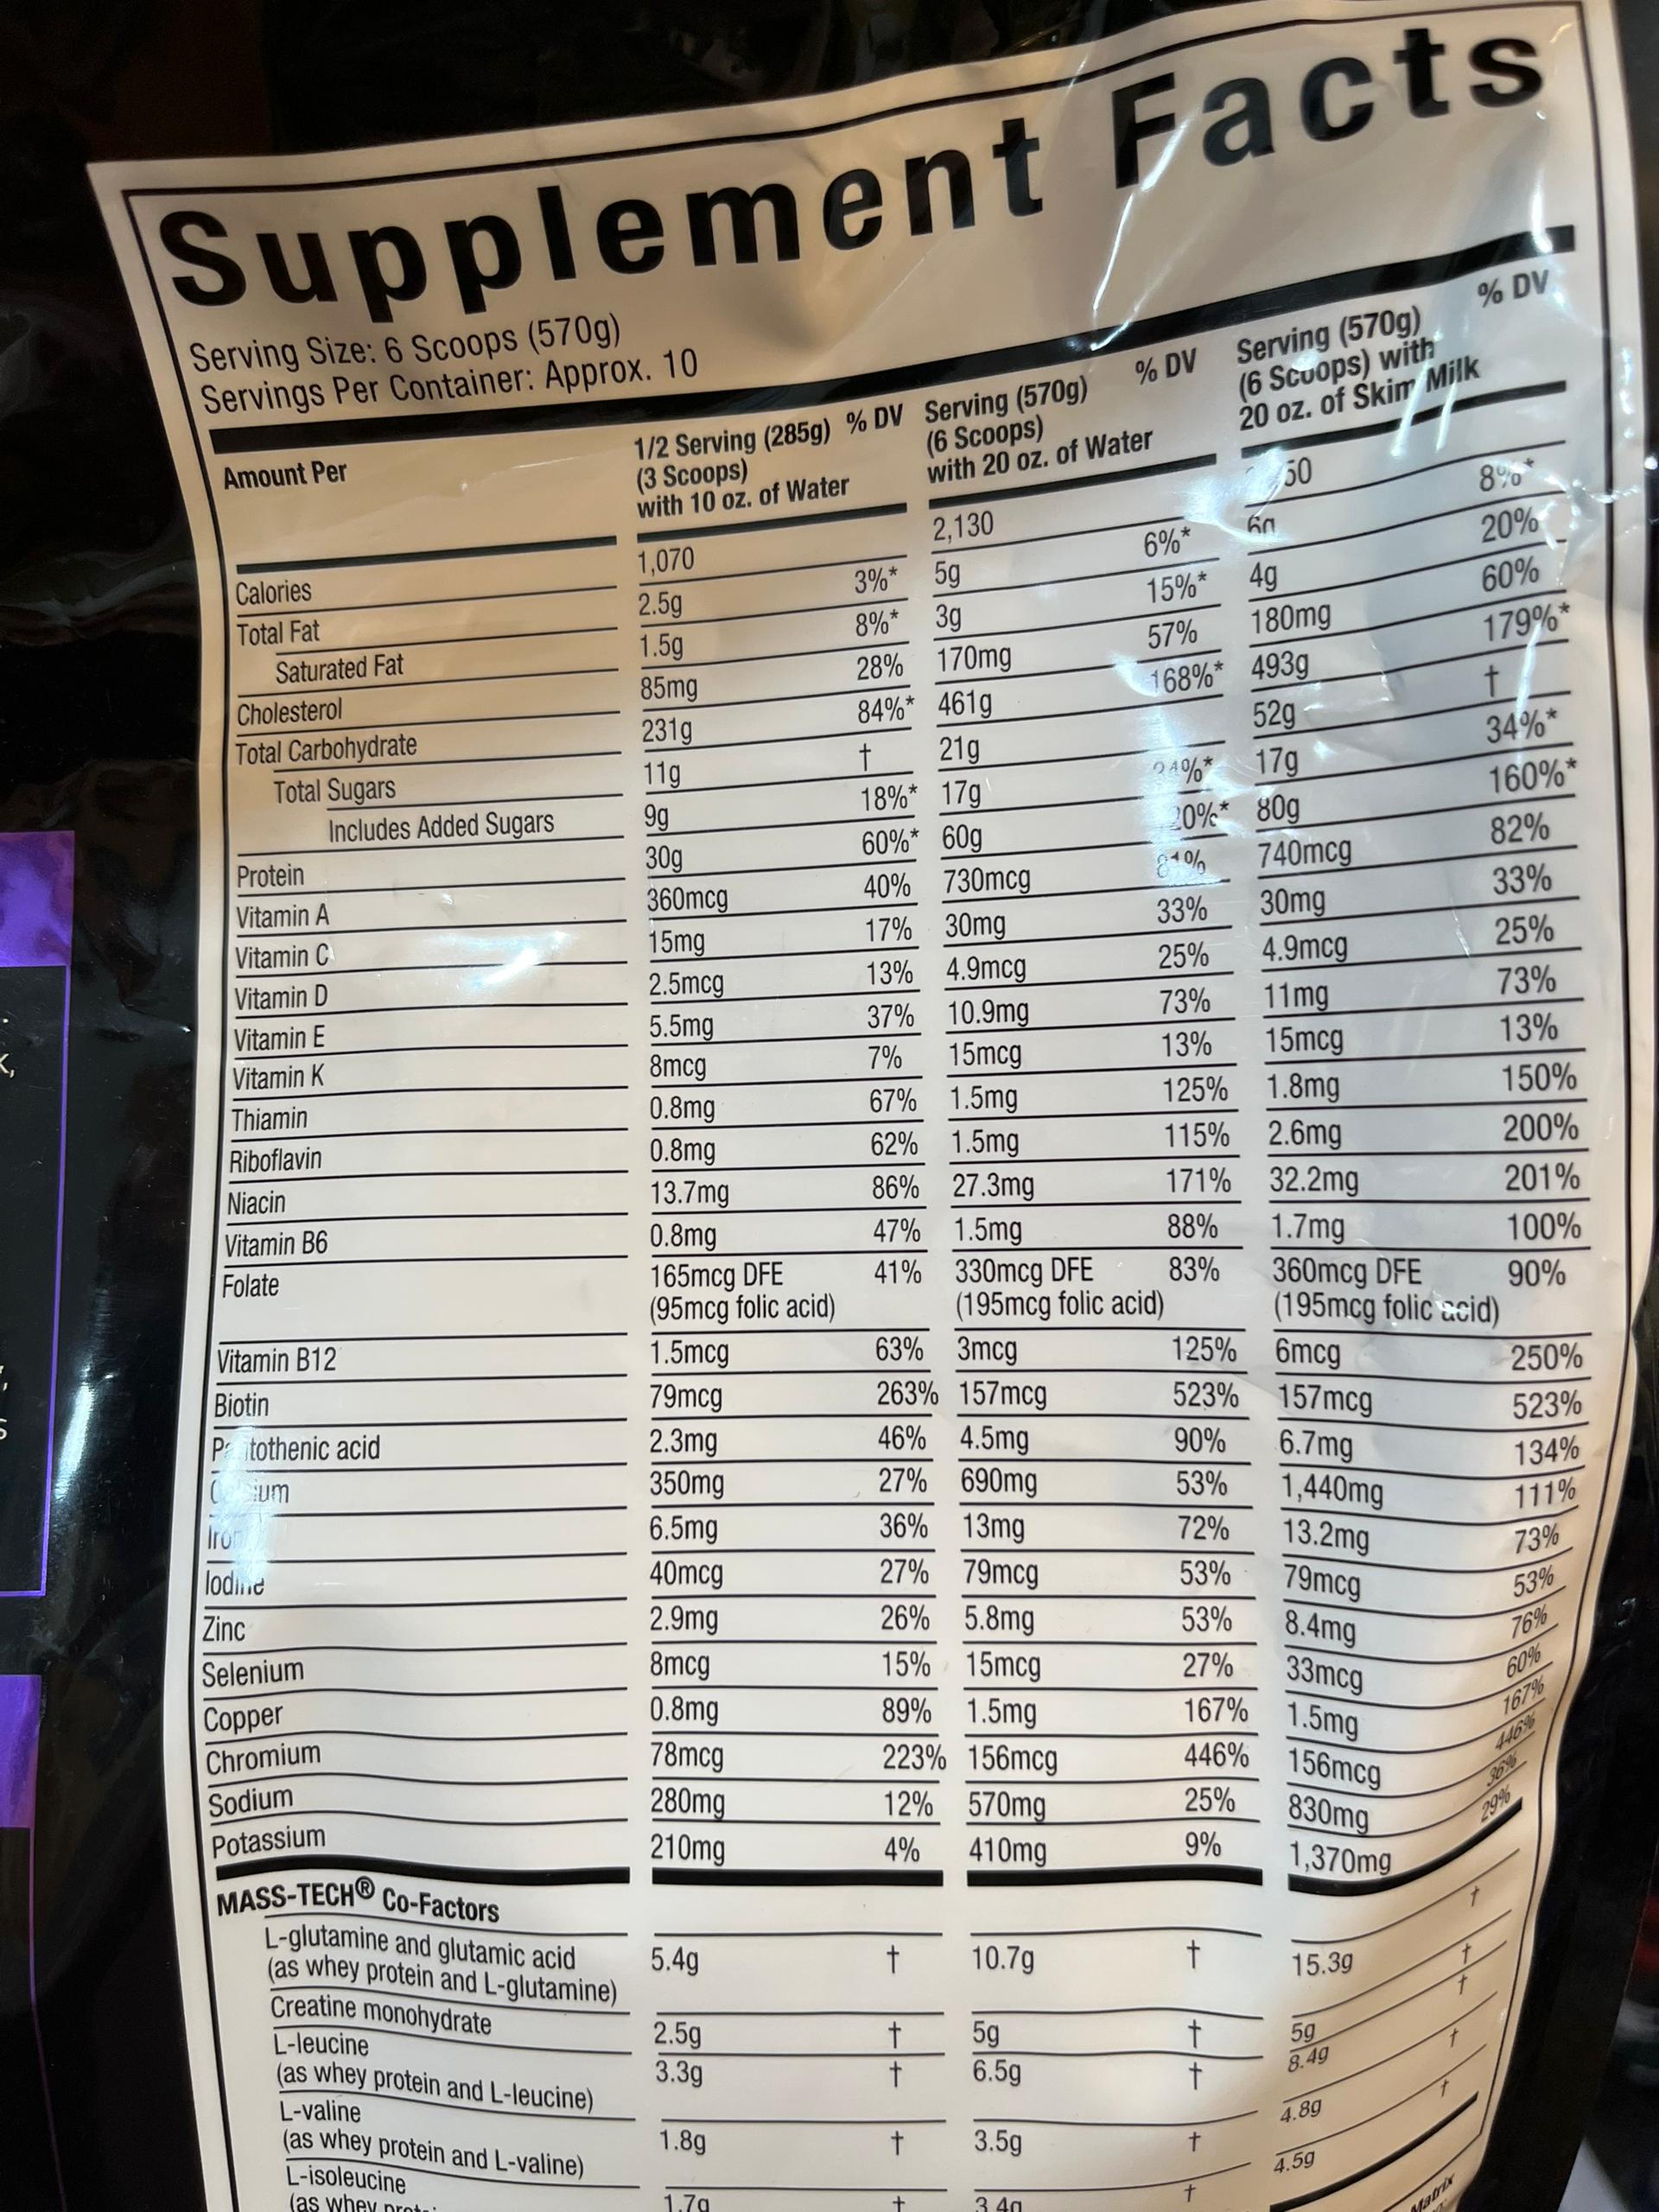 Supplement Facts
Serving Size: 6 Scoops (570g)
Servings Per Container: Approx. 10
Amount Per
1/2 Serving (285g) % DV
(3 Scoops)
with 10 oz. of Water
Serving (570g) % DV
(6 Scoops)
with 20 oz. of Water
Serving (570g) % DV
(6 Scoops) with
20 oz. of Skim Milk
Calories 1,070 2,130
Total Fat 2.5g 3%* 5g 6%* 6g 8%*
Saturated Fat 1.5g 8%* 3g 15%* 4g 20%
Cholesterol 85mg 28% 170mg 57% 180mg 60%
Total Carbohydrate 231g 84%* 461g 168%* 493g 179%*
Total Sugars 11g † 21g 52g †
Includes Added Sugars 9g 18%* 17g 17g 34%*
Protein 30g 60%* 60g 80g 160%*
Vitamin A 360mcg 40% 730mcg 81% 740mcg 82%
Vitamin C 15mg 17% 30mg 33% 30mg 33%
Vitamin D 2.5mcg 13% 4.9mcg 25% 4.9mcg 25%
Vitamin E 5.5mg 37% 10.9mg 73% 11mg 73%
Vitamin K 8mcg 7% 15mcg 13% 15mcg 13%
Thiamin 0.8mg 67% 1.5mg 125% 1.8mg 150%
Riboflavin 0.8mg 62% 1.5mg 115% 2.6mg 200%
Niacin 13.7mg 86% 27.3mg 171% 32.2mg 201%
Vitamin B6 0.8mg 47% 1.5mg 88% 1.7mg 100%
Folate 165mcg DFE 41% 330mcg DFE 83% 360mcg DFE 90%
(95mcg folic acid) (195mcg folic acid) (195mcg folic acid)
Vitamin B12 1.5mcg 63% 3mcg 125% 6mcg 250%
Biotin 79mcg 263% 157mcg 523% 157mcg 523%
Pantothenic acid 2.3mg 46% 4.5mg 90% 6.7mg 134%
Calcium 350mg 27% 690mg 53% 1,440mg 111%
Iron 6.5mg 36% 13mg 72% 13.2mg 73%
Iodine 40mcg 27% 79mcg 53% 79mcg 53%
Zinc 2.9mg 26% 5.8mg 53% 8.4mg 76%
Selenium 8mcg 15% 15mcg 27% 33mcg 60%
Copper 0.8mg 89% 1.5mg 167% 1.5mg 167%
Chromium 78mcg 223% 156mcg 446% 156mcg 446%
Sodium 280mg 12% 570mg 25% 830mg 36%
Potassium 210mg 4% 410mg 9% 1,370mg 29%
MASS-TECH® Co-Factors
L-glutamine and glutamic acid 5.4g † 10.7g † 15.3g †
(as whey protein and L-glutamine)
Creatine monohydrate 2.5g † 5g † 5g †
L-leucine 3.3g † 6.5g † 8.4g †
(as whey protein and L-leucine)
L-valine 1.8g † 3.5g † 4.8g †
(as whey protein and L-valine)
L-isoleucine 1.7g † 3.4g † 4.5g †
(as whey
Matrix